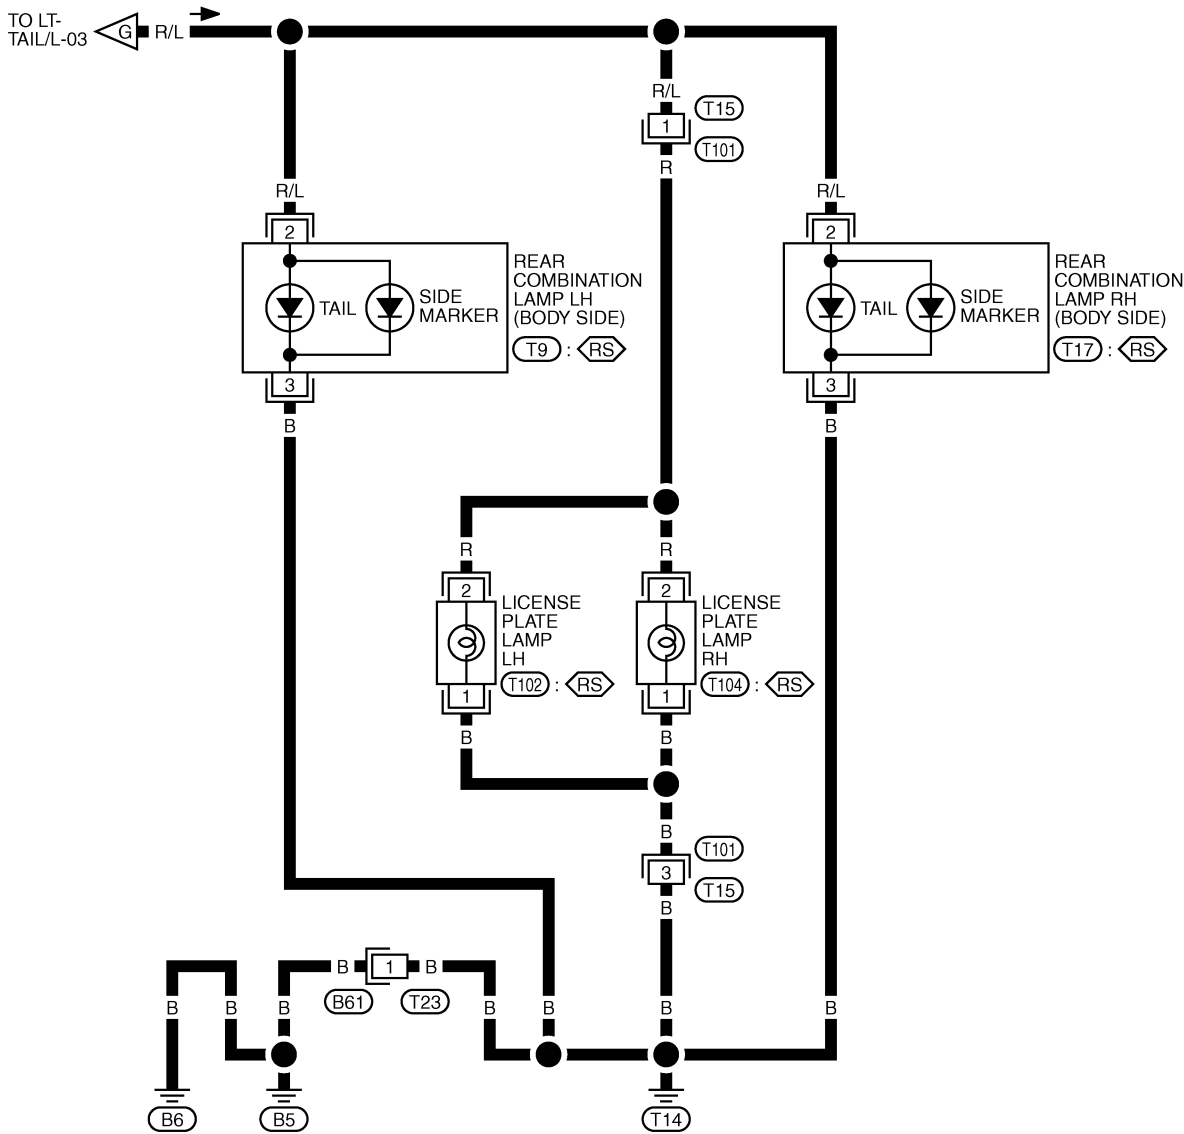 TO LT-
TAIL/L-03
G
R/L
R/L
1
T15
T101
R
R/L
R/L
2
2
TAIL
SIDE
MARKER
REAR
COMBINATION
LAMP LH
(BODY SIDE)
T9 : RS
TAIL
SIDE
MARKER
REAR
COMBINATION
LAMP RH
(BODY SIDE)
T17 : RS
3
3
B
B
R
R
2
2
LICENSE
PLATE
LAMP
LH
T102 : RS
LICENSE
PLATE
LAMP
RH
T104 : RS
1
1
B
B
B
T101
3
T15
B
B
1
B
B61
T23
B
B
B
B
B
B
B
B6
B5
T14